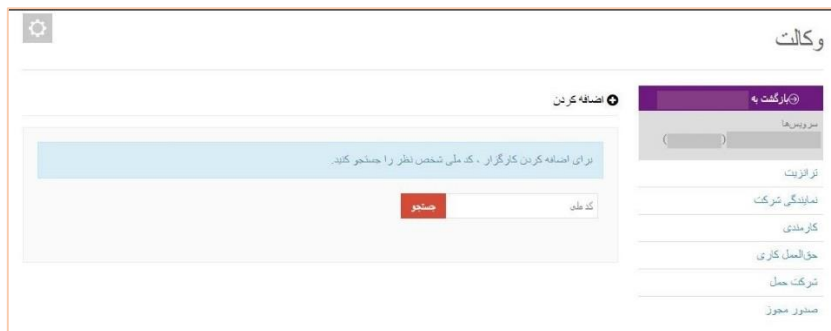 وکالت
بازگشت به
سرویس‌ها
( )
ترانزیت
نمایندگی شرکت
کارمندی
حق‌العمل کاری
شرکت حمل
صدور مجوز
اضافه کردن
برای اضافه کردن کارگزار ، کد ملی شخص نظر را جستجو کنید.
کد ملی
جستجو